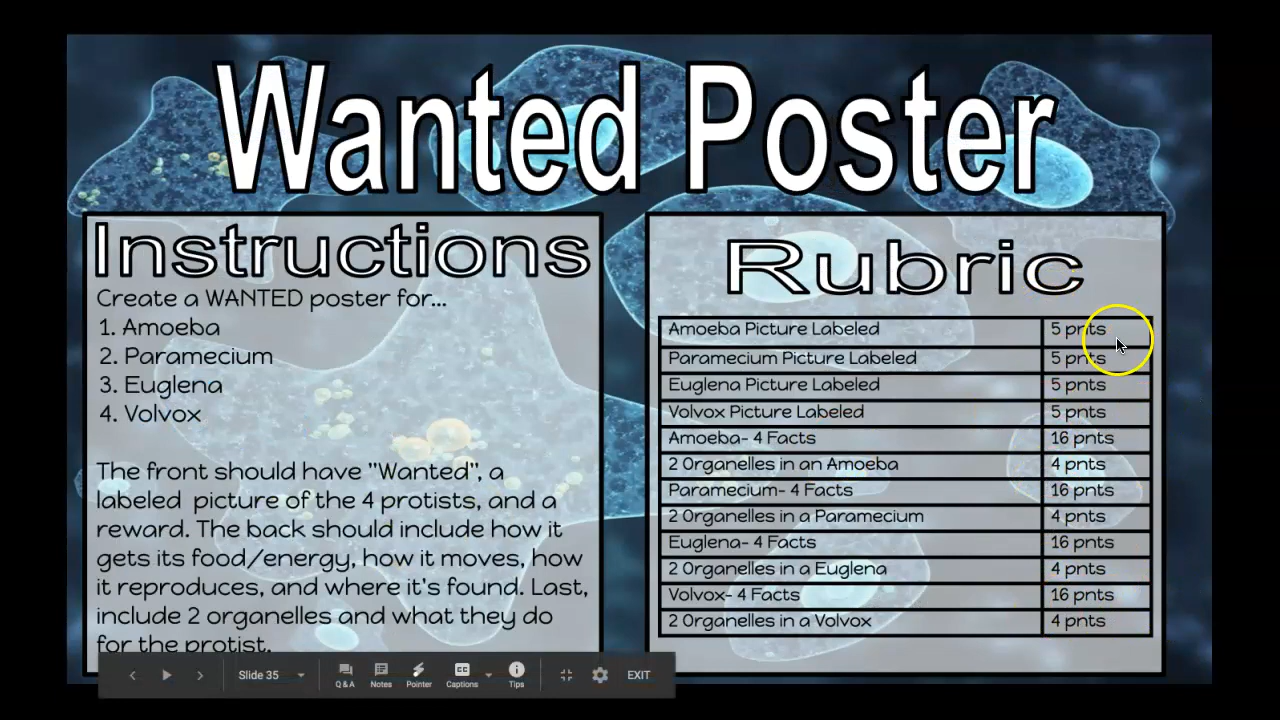 Wanted Poster
Instructions
Create a WANTED poster for...
1. Amoeba
2. Paramecium
3. Euglena
4. Volvox
The front should have "Wanted", a
labeled picture of the 4 protists, and a
reward. The back should include how it
gets its food/energy, how it moves, how
it reproduces, and where it's found. Last,
include 2 organelles and what they do
for the protist.
Rubric
Amoeba Picture Labeled 5 pnts
Paramecium Picture Labeled 5 pnts
Euglena Picture Labeled 5 pnts
Volvox Picture Labeled 5 pnts
Amoeba- 4 Facts 16 pnts
2 Organelles in an Amoeba 4 pnts
Paramecium- 4 Facts 16 pnts
2 Organelles in a Paramecium 4 pnts
Euglena- 4 Facts 16 pnts
2 Organelles in a Euglena 4 pnts
Volvox- 4 Facts 16 pnts
2 Organelles in a Volvox 4 pnts
Slide 35 Q & A Notes Pointer Captions Tips EXIT